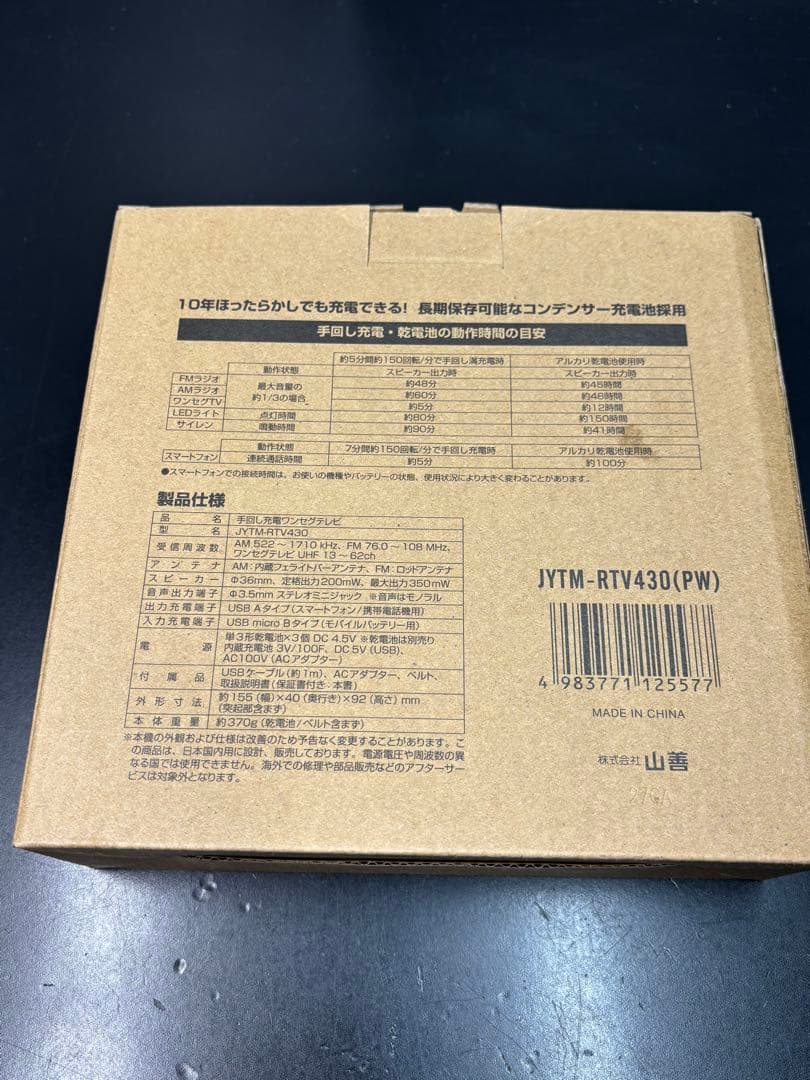 10年ほったらかしでも充電できる! 長期保存可能なコンデンサー充電池採用
手回し充電・乾電池の動作時間の目安
動作状態 約5分間約150回転/分で手回し満充電時 アルカリ乾電池使用時
スピーカー出力時 スピーカー出力時
FMラジオ 最大音量の約1/3の場合 約48分 約45時間
AMラジオ 約60分 約48時間
ワンセグTV 約5分 約12時間
LEDライト 点灯時間 約80分 約150時間
サイレン 鳴動時間 約90分 約41時間
スマートフォン 動作状態 7分間約150回転/分で手回し充電時 アルカリ乾電池使用時
連続通話時間 約5分 約100分
●スマートフォンでの接続時間は、お使いの機種やバッテリーの状態、使用状況により大きく変わることがあります。
製品仕様
品名 手回し充電ワンセグテレビ
型名 JYTM-RTV430
受信周波数 AM 522～1710 kHz、FM 76.0～108 MHz、
ワンセグテレビ UHF 13～62ch
アンテナ AM:内蔵フェライトバーアンテナ、FM:ロッドアンテナ
スピーカー Φ36mm、定格出力200mW、最大出力350mW
音声出力端子 Φ3.5mm ステレオミニジャック ※音声はモノラル
出力充電端子 USB Aタイプ(スマートフォン/携帯電話機用)
入力充電端子 USB micro Bタイプ(モバイルバッテリー用)
電源 単3形乾電池×3個 DC 4.5V ※乾電池は別売り
内蔵充電池 3V/100F、DC 5V (USB)、
AC100V (ACアダプター)
付属品 USBケーブル(約1m)、ACアダプター、ベルト、
取扱説明書(保証書付き・本書)
外形寸法 約155(幅)×40(奥行き)×92(高さ)mm
(突起部含まず)
本体重量 約370g(乾電池/ベルト含まず)
※本機の外観および仕様は改善のため予告なく変更することがあります。こ
の商品は、日本国内用に設計、販売しております。電源電圧や周波数の異
なる国では使用できません。海外での修理や部品販売などのアフターサー
ビスは対象外となります。
JYTM-RTV430(PW)
4 983771 125577
MADE IN CHINA
株式会社 山善